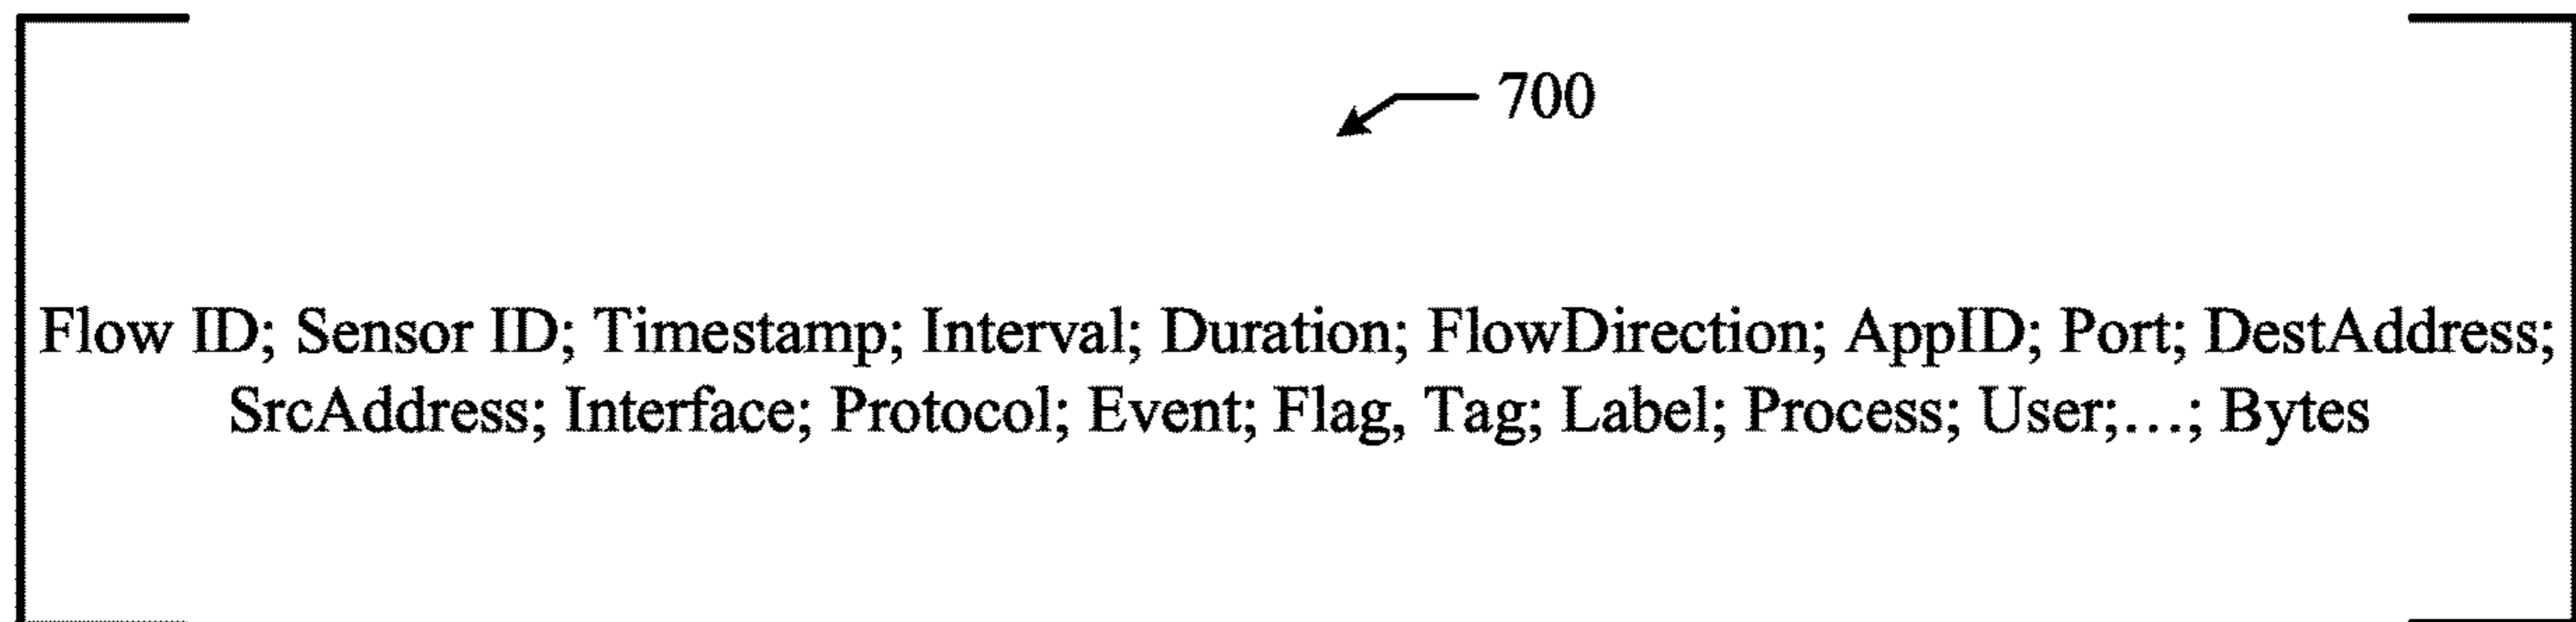 700
Flow ID; Sensor ID; Timestamp; Interval; Duration; FlowDirection; AppID; Port; DestAddress;
SrcAddress; Interface; Protocol; Event; Flag, Tag; Label; Process; User;...; Bytes